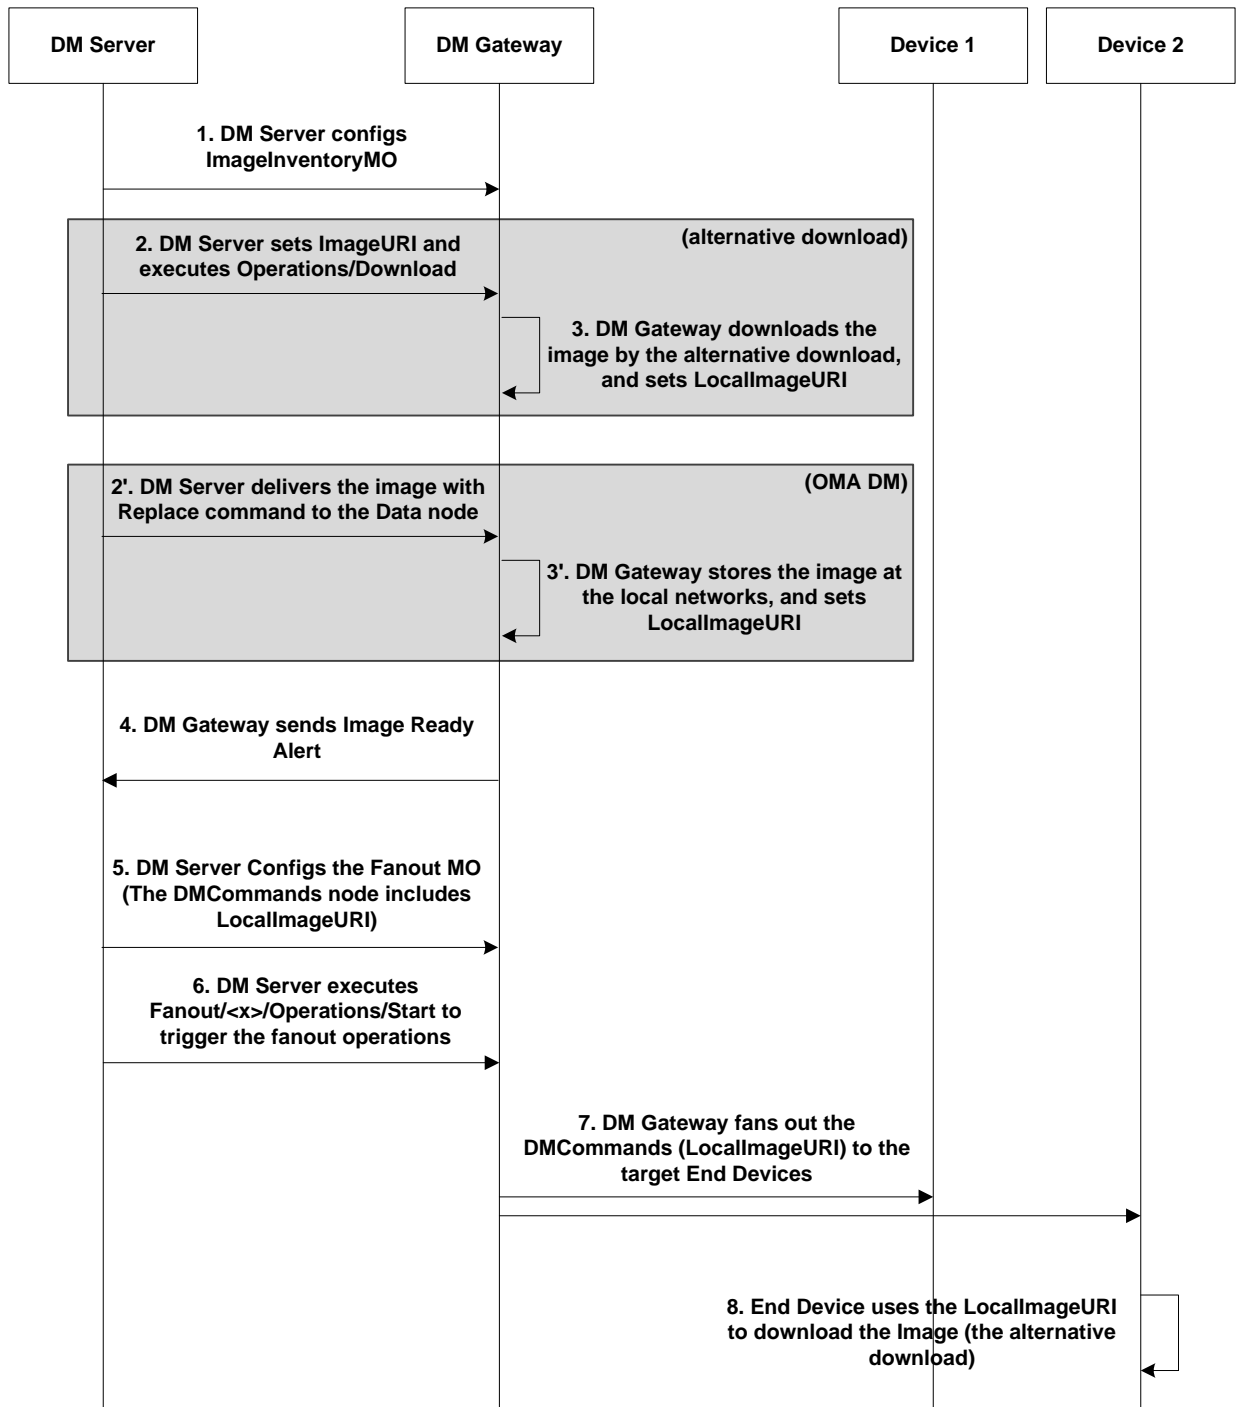 DM Server
DM Gateway
Device 1
Device 2
1. DM Server configs
ImageInventoryMO
(alternative download)
2. DM Server sets ImageURI and
executes Operations/Download
3. DM Gateway downloads the
image by the alternative download,
and sets LocalImageURI
(OMA DM)
2'. DM Server delivers the image with
Replace command to the Data node
3'. DM Gateway stores the image at
the local networks, and sets
LocalImageURI
4. DM Gateway sends Image Ready
Alert
5. DM Server Configs the Fanout MO
(The DMCommands node includes
LocalImageURI)
6. DM Server executes
Fanout/<x>/Operations/Start to
trigger the fanout operations
7. DM Gateway fans out the
DMCommands (LocalImageURI) to the
target End Devices
8. End Device uses the LocalImageURI
to download the Image (the alternative
download)